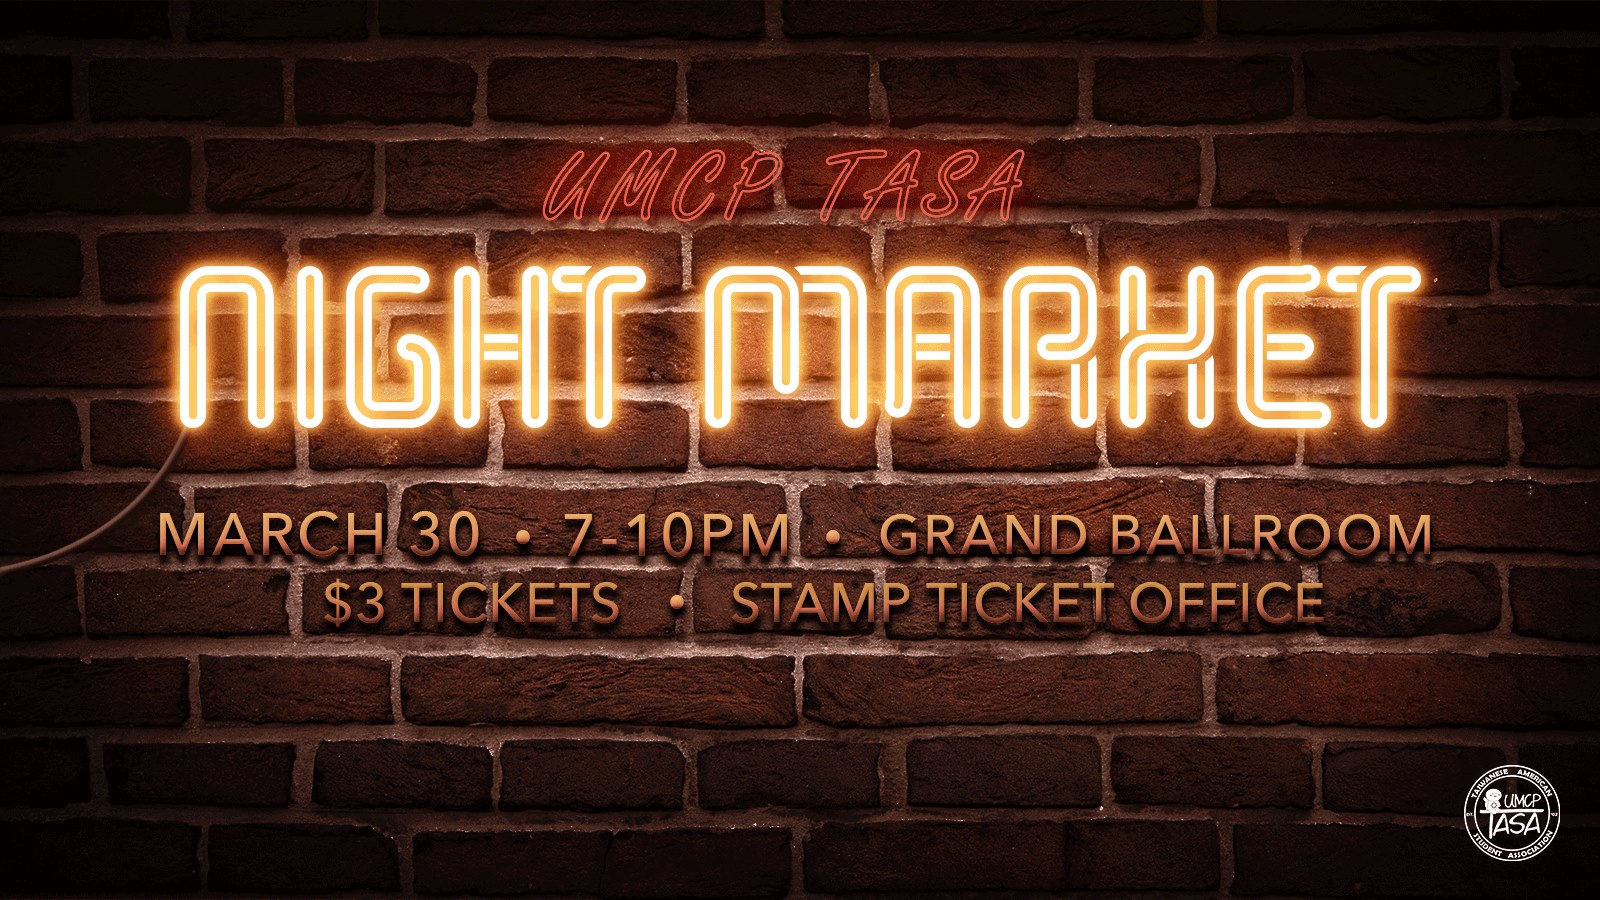 UMCP TASA
NIGHT MARKET
MARCH 30 • 7-10PM • GRAND BALLROOM
$3 TICKETS • STAMP TICKET OFFICE
TAIWANESE AMERICAN
UMCP
TASA
STUDENT ASSOCIATION